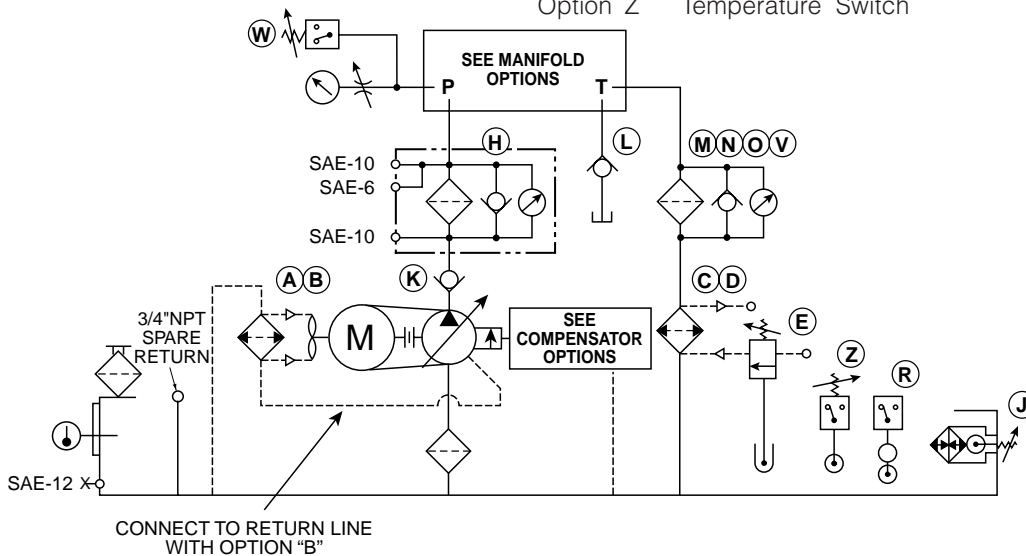 Option Z Temperature Switch
W
SEE MANIFOLD
OPTIONS
P
T
H
L
M N O V
SAE-10
SAE-6
SAE-10
A B
K
C D
E
3/4"NPT
SPARE
RETURN
M
SEE
COMPENSATOR
OPTIONS
Z
R
J
SAE-12 X
CONNECT TO RETURN LINE
WITH OPTION “B”